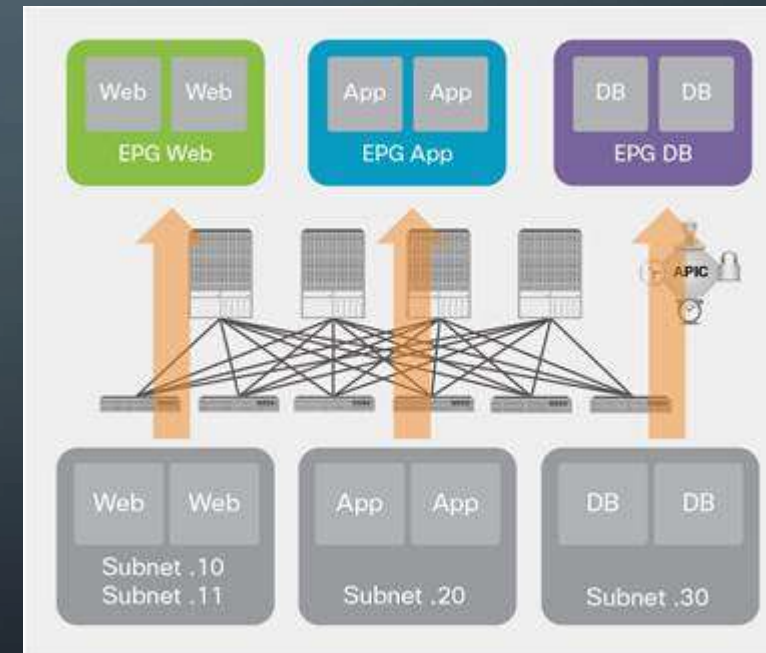 Web Web
EPG Web
App App
EPG App
DB DB
EPG DB
APIC
Web Web
Subnet .10
Subnet .11
App App
Subnet .20
DB DB
Subnet .30